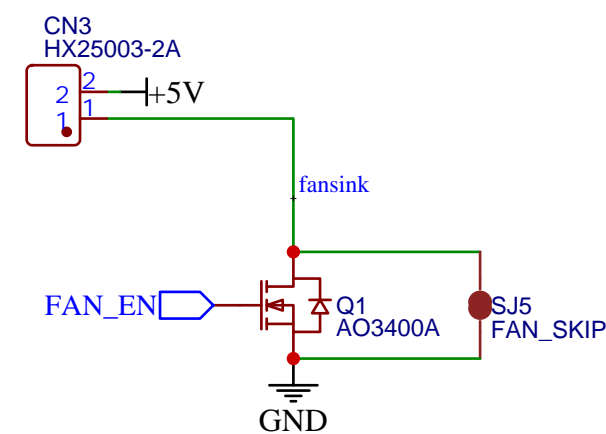 CN3
HX25003-2A
2 2 +5V
1 1
fansink
FAN_EN
Q1
AO3400A
SJ5
FAN_SKIP
GND